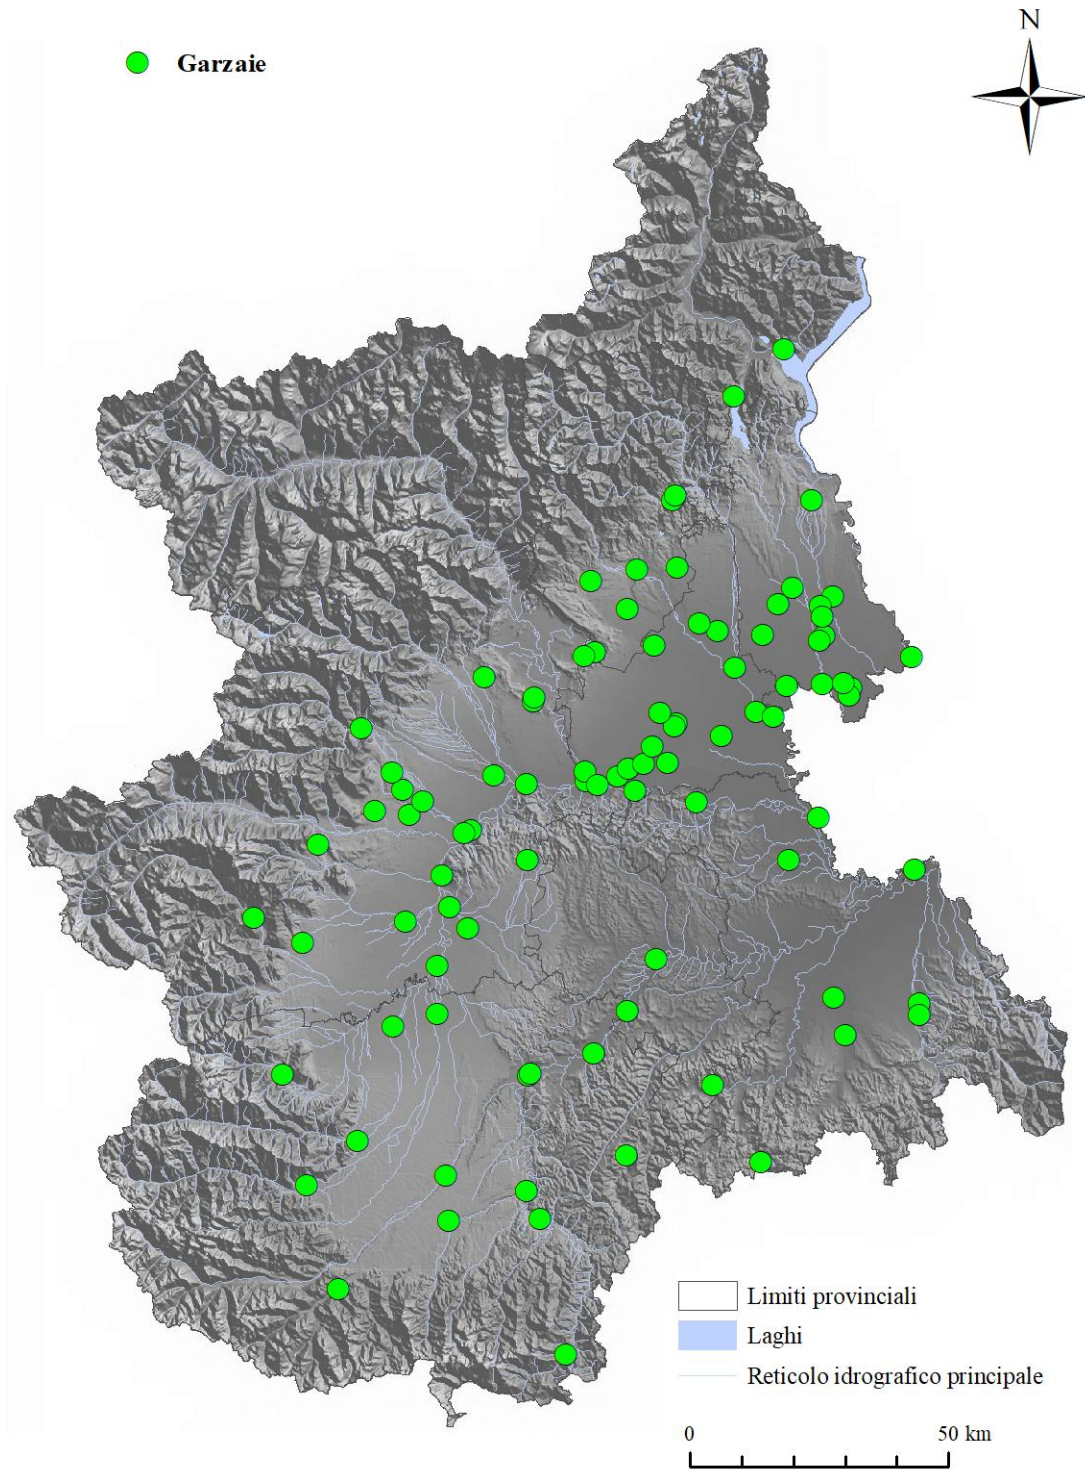 N
Garzaie
Limiti provinciali
Laghi
Reticolo idrografico principale
0 50 km